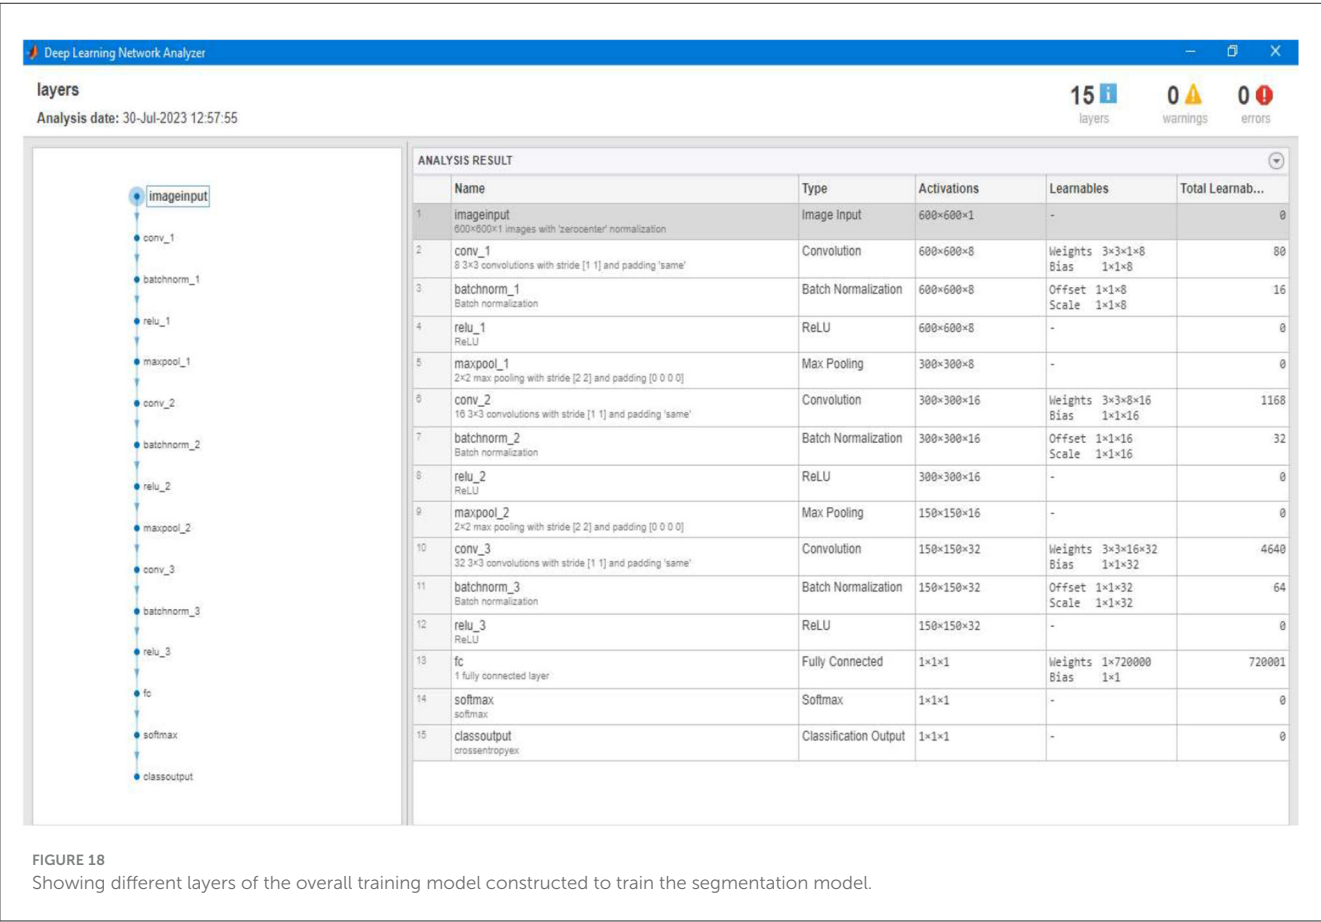 Deep Learning Network Analyzer
layers
Analysis date: 30-Jul-2023 12:57:55
15 i
layers
0
warnings
0
errors
imageinput
conv_1
batchnorm_1
relu_1
maxpool_1
conv_2
batchnorm_2
relu_2
maxpool_2
conv_3
batchnorm_3
relu_3
fc
softmax
classoutput
ANALYSIS RESULT
Name Type Activations Learnables Total Learnab...
1 imageinput Image Input 600×600×1 - 0
600×600×1 images with 'zerocenter' normalization
2 conv_1 Convolution 600×600×8 Weights 3×3×1×8 80
8 3×3 convolutions with stride [1 1] and padding 'same' Bias 1×1×8
3 batchnorm_1 Batch Normalization 600×600×8 Offset 1×1×8 16
Batch normalization Scale 1×1×8
4 relu_1 ReLU 600×600×8 - 0
ReLU
5 maxpool_1 Max Pooling 300×300×8 - 0
2×2 max pooling with stride [2 2] and padding [0 0 0 0]
6 conv_2 Convolution 300×300×16 Weights 3×3×8×16 1168
16 3×3 convolutions with stride [1 1] and padding 'same' Bias 1×1×16
7 batchnorm_2 Batch Normalization 300×300×16 Offset 1×1×16 32
Batch normalization Scale 1×1×16
8 relu_2 ReLU 300×300×16 - 0
ReLU
9 maxpool_2 Max Pooling 150×150×16 - 0
2×2 max pooling with stride [2 2] and padding [0 0 0 0]
10 conv_3 Convolution 150×150×32 Weights 3×3×16×32 4640
32 3×3 convolutions with stride [1 1] and padding 'same' Bias 1×1×32
11 batchnorm_3 Batch Normalization 150×150×32 Offset 1×1×32 64
Batch normalization Scale 1×1×32
12 relu_3 ReLU 150×150×32 - 0
ReLU
13 fc Fully Connected 1×1×1 Weights 1×720000 720001
1 fully connected layer Bias 1×1
14 softmax Softmax 1×1×1 - 0
softmax
15 classoutput Classification Output 1×1×1 - 0
crossentropyex
FIGURE 18
Showing different layers of the overall training model constructed to train the segmentation model.